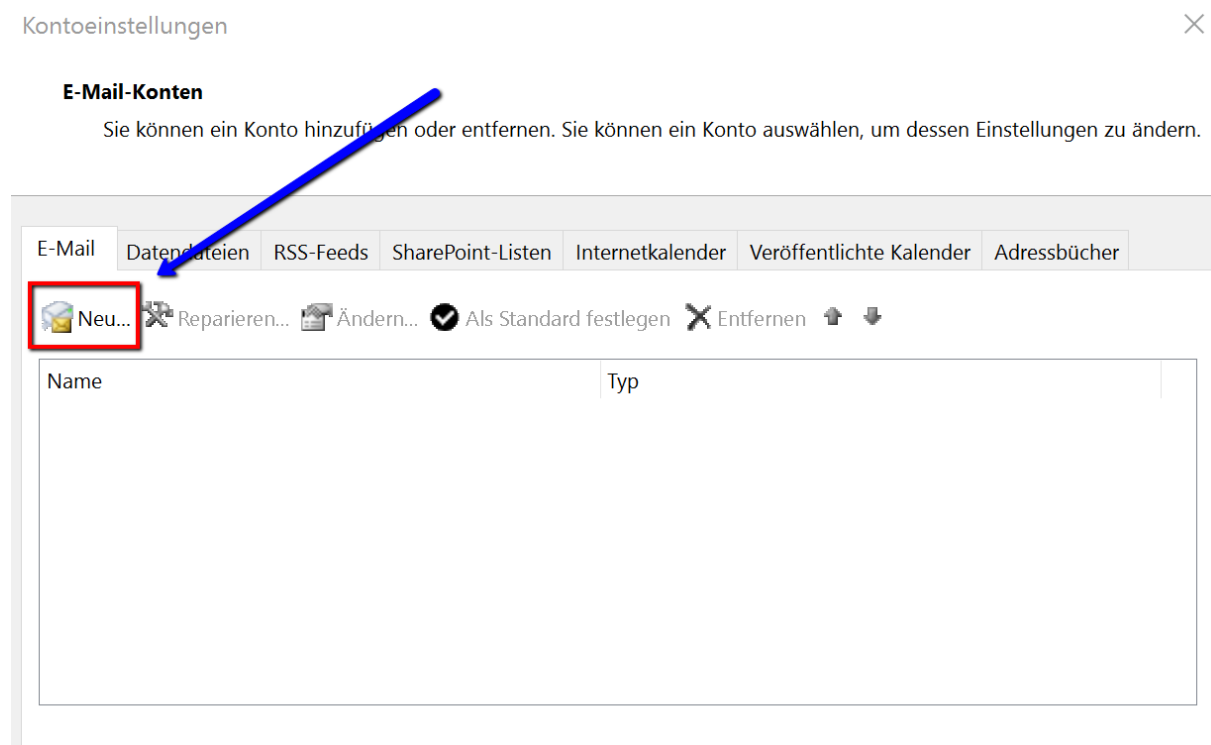 Kontoeinstellungen
E-Mail-Konten
Sie können ein Konto hinzufügen oder entfernen. Sie können ein Konto auswählen, um dessen Einstellungen zu ändern.
E-Mail Datendateien RSS-Feeds SharePoint-Listen Internetkalender Veröffentlichte Kalender Adressbücher
Neu... Reparieren... Ändern... Als Standard festlegen Entfernen
Name Typ